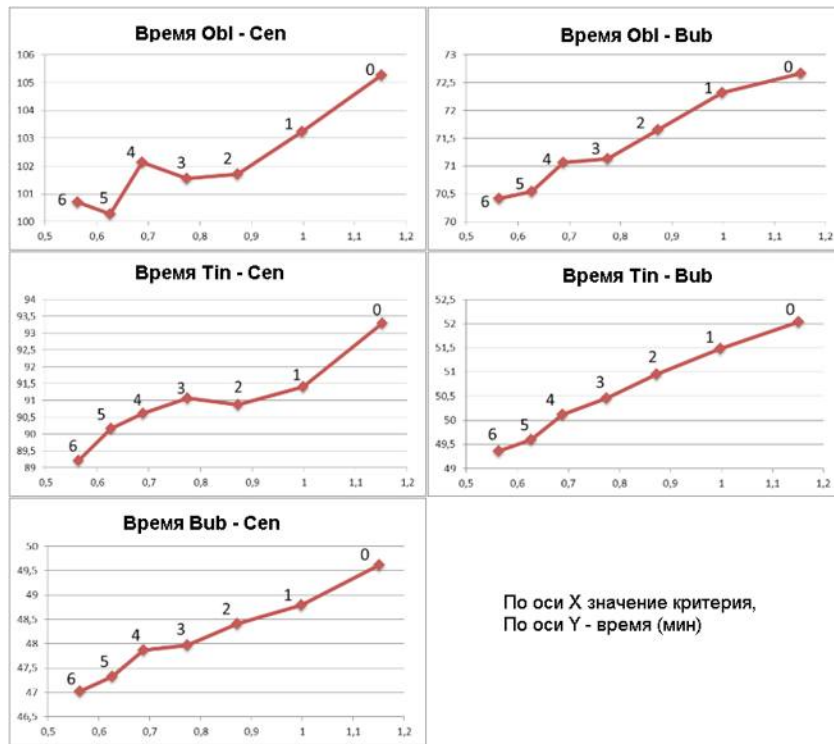 Время Obl - Cen
106
105
104
103
102
101
100
0,5 0,6 0,7 0,8 0,9 1 1,1 1,2
6 5 4 3 2 1 0
Время Obl - Bub
73
72,5
72
71,5
71
70,5
70
0,5 0,6 0,7 0,8 0,9 1 1,1 1,2
6 5 4 3 2 1 0
Время Tin - Cen
94
93,5
93
92,5
92
91,5
91
90,5
90
89,5
89
0,5 0,6 0,7 0,8 0,9 1 1,1 1,2
6 5 4 3 2 1 0
Время Tin - Bub
52,5
52
51,5
51
50,5
50
49,5
49
0,5 0,6 0,7 0,8 0,9 1 1,1 1,2
6 5 4 3 2 1 0
Время Bub - Cen
50
49,5
49
48,5
48
47,5
47
46,5
0,5 0,6 0,7 0,8 0,9 1 1,1 1,2
6 5 4 3 2 1 0
По оси X значение критерия,
По оси Y - время (мин)